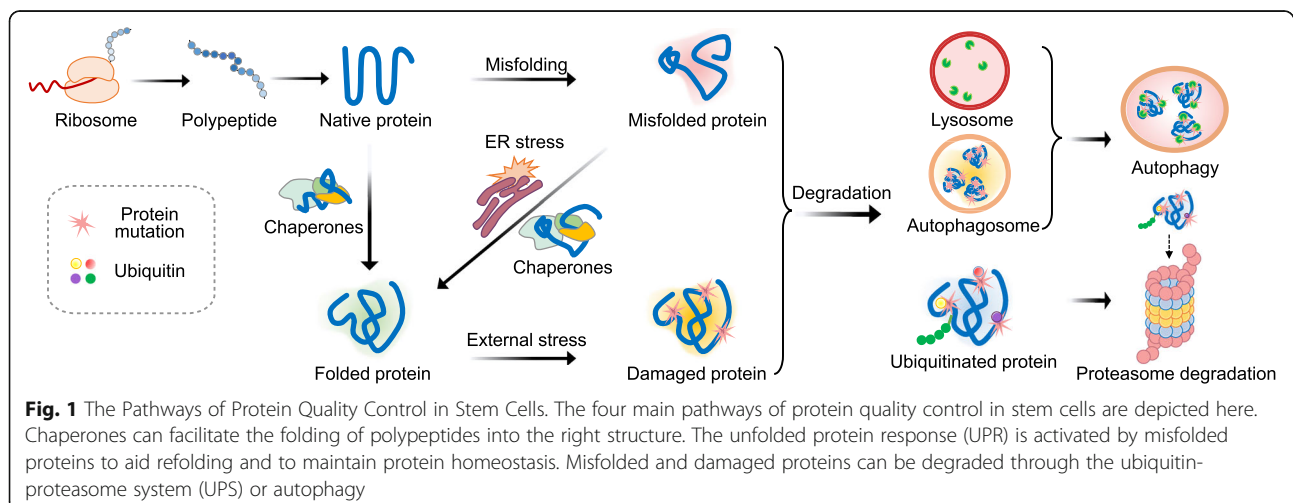 Ribosome
Polypeptide
Native protein
Misfolding
Misfolded protein
ER stress
Chaperones
Chaperones
Protein
mutation
Ubiquitin
Folded protein
External stress
Damaged protein
Degradation
Lysosome
Autophagosome
Autophagy
Ubiquitinated protein
Proteasome degradation
Fig. 1 The Pathways of Protein Quality Control in Stem Cells. The four main pathways of protein quality control in stem cells are depicted here.
Chaperones can facilitate the folding of polypeptides into the right structure. The unfolded protein response (UPR) is activated by misfolded
proteins to aid refolding and to maintain protein homeostasis. Misfolded and damaged proteins can be degraded through the ubiquitin-
proteasome system (UPS) or autophagy